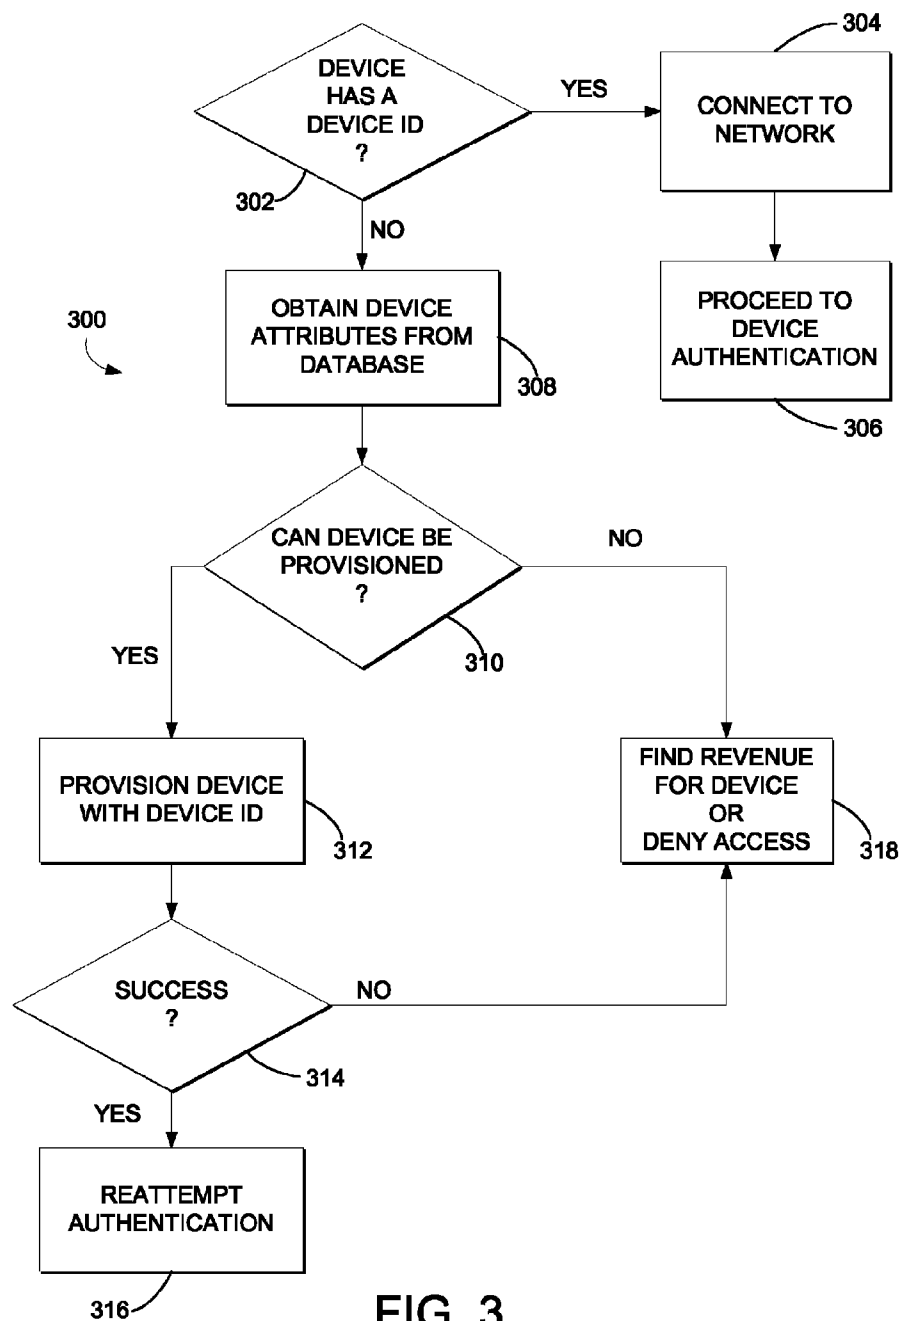 304
DEVICE
HAS A
DEVICE ID
?
YES
CONNECT TO
NETWORK
302
NO
300
OBTAIN DEVICE
ATTRIBUTES FROM
DATABASE
308
PROCEED TO
DEVICE
AUTHENTICATION
306
CAN DEVICE BE
PROVISIONED
?
NO
310
YES
PROVISION DEVICE
WITH DEVICE ID
312
FIND REVENUE
FOR DEVICE
OR
DENY ACCESS
318
SUCCESS
?
NO
314
YES
REATTEMPT
AUTHENTICATION
316
FIG. 3